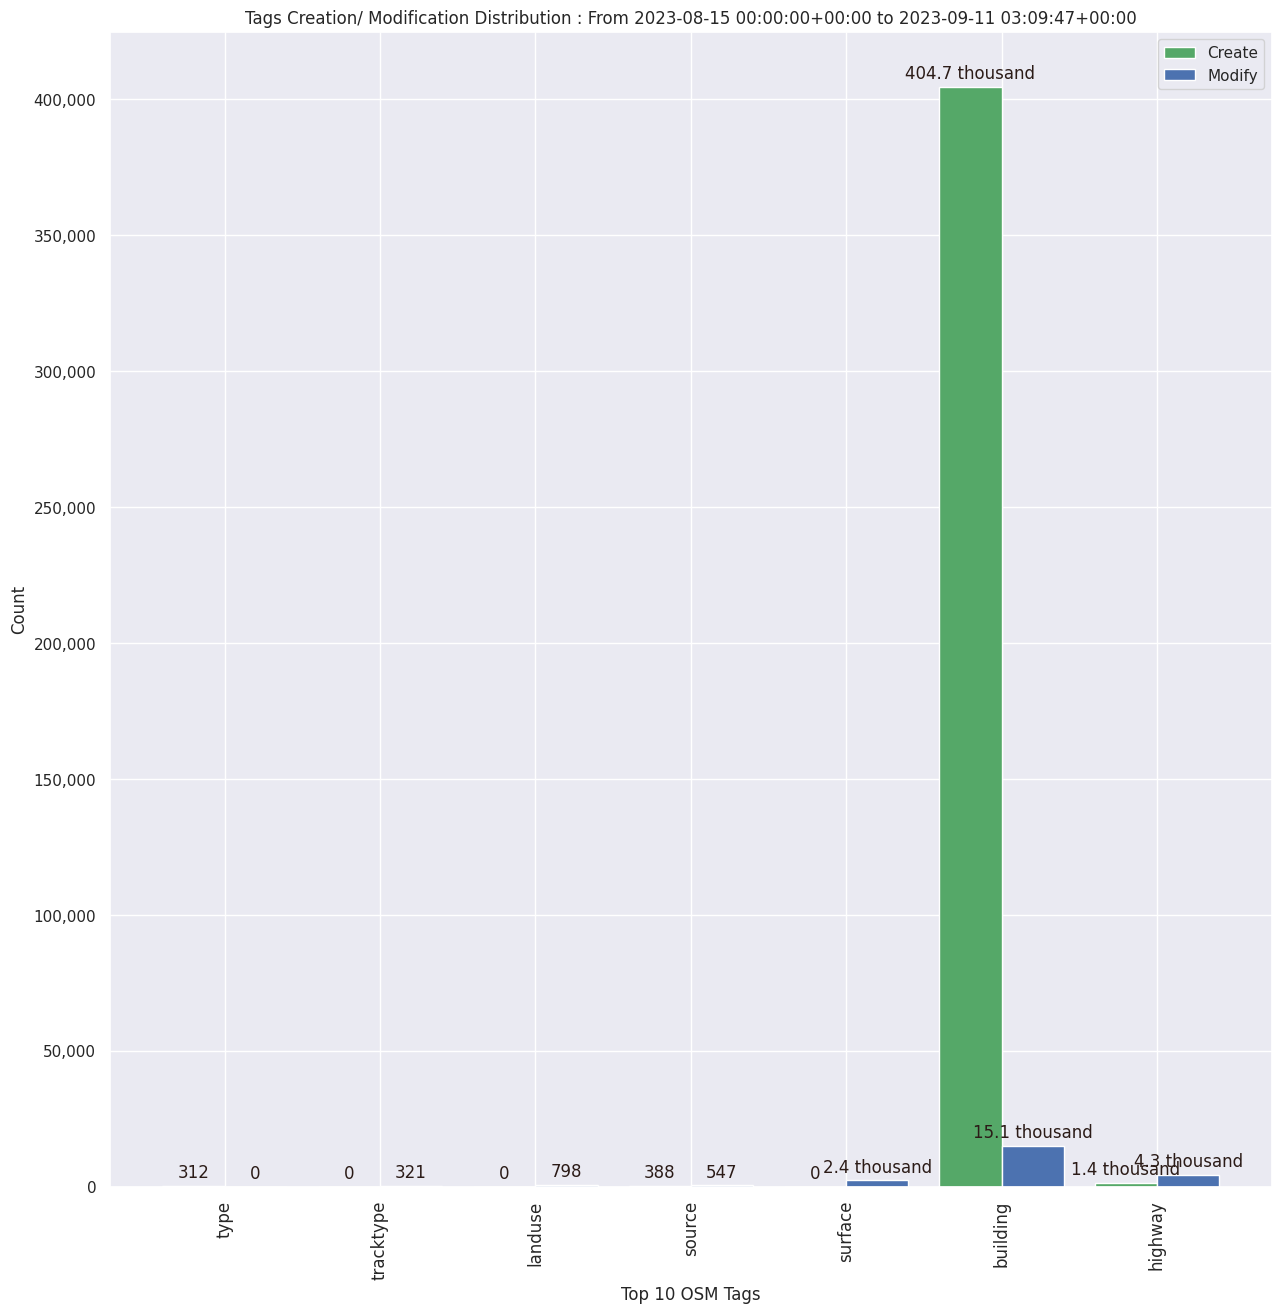 Tags Creation/ Modification Distribution : From 2023-08-15 00:00:00+00:00 to 2023-09-11 03:09:47+00:00
Create
Modify
404.7 thousand
400,000
350,000
300,000
250,000
200,000
150,000
100,000
50,000
0
Count
15.1 thousand
4.3 thousand
1.4 thousand
2.4 thousand
312 0 0 321 0 798 388 547 0
type
tracktype
landuse
source
surface
building
highway
Top 10 OSM Tags